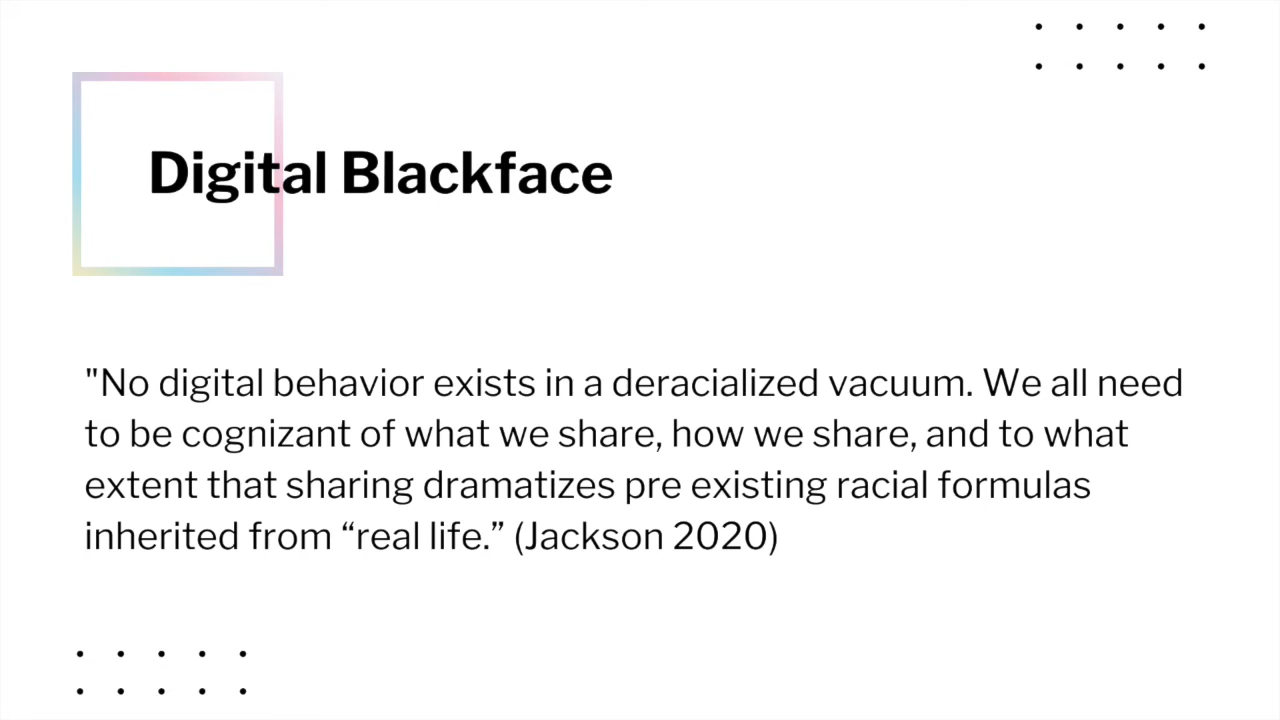 Digital Blackface
"No digital behavior exists in a deracialized vacuum. We all need
to be cognizant of what we share, how we share, and to what
extent that sharing dramatizes pre existing racial formulas
inherited from “real life.” (Jackson 2020)